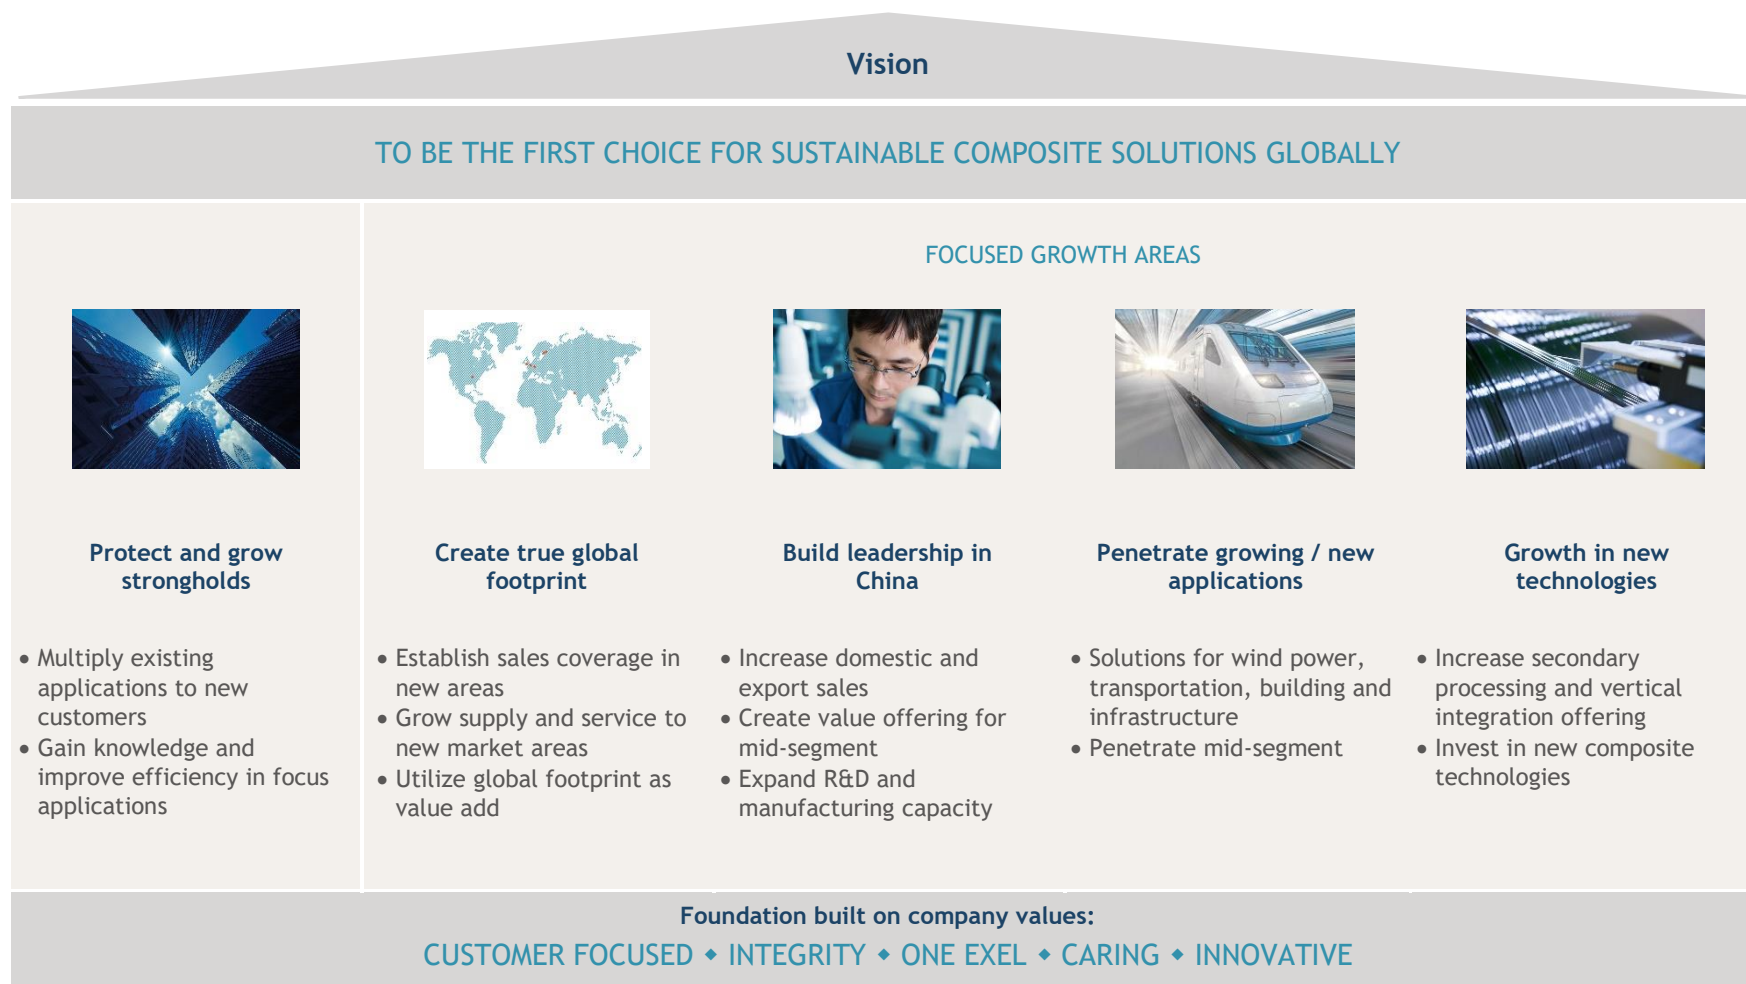 Vision
TO BE THE FIRST CHOICE FOR SUSTAINABLE COMPOSITE SOLUTIONS GLOBALLY
FOCUSED GROWTH AREAS
Protect and grow
strongholds
• Multiply existing
applications to new
customers
• Gain knowledge and
improve efficiency in focus
applications
Create true global
footprint
• Establish sales coverage in
new areas
• Grow supply and service to
new market areas
• Utilize global footprint as
value add
Build leadership in
China
• Increase domestic and
export sales
• Create value offering for
mid-segment
• Expand R&D and
manufacturing capacity
Penetrate growing / new
applications
• Solutions for wind power,
transportation, building and
infrastructure
• Penetrate mid-segment
Growth in new
technologies
• Increase secondary
processing and vertical
integration offering
• Invest in new composite
technologies
Foundation built on company values:
CUSTOMER FOCUSED ◆ INTEGRITY ◆ ONE EXEL ◆ CARING ◆ INNOVATIVE